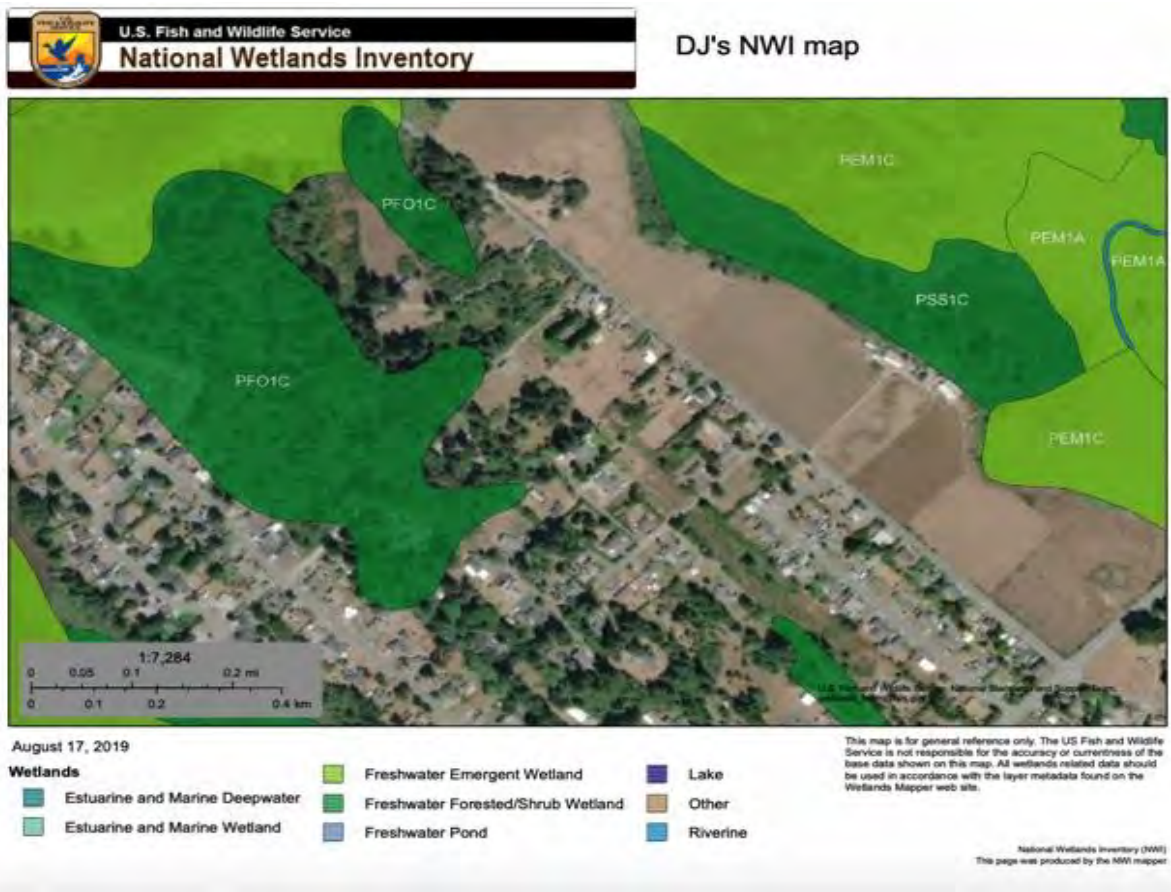 U.S. Fish and Wildlife Service
National Wetlands Inventory
DJ's NWI map
PEM1C
PFO1C
PEM1A
PEM1A
PSS1C
PFO1C
PEM1C
1:7,284
0 0.05 0.1 0.2 mi
0 0.1 0.2 0.4 km
August 17, 2019
This map is for general reference only. The US Fish and Wildlife
Service is not responsible for the accuracy or currentness of the
base data shown on this map. All wetlands related data should
be used in accordance with the layer metadata found on the
Wetlands Mapper web site.
Wetlands
Estuarine and Marine Deepwater
Estuarine and Marine Wetland
Freshwater Emergent Wetland
Freshwater Forested/Shrub Wetland
Freshwater Pond
Lake
Other
Riverine
National Wetlands Inventory (NWI)
This page was produced by the NWI mapper